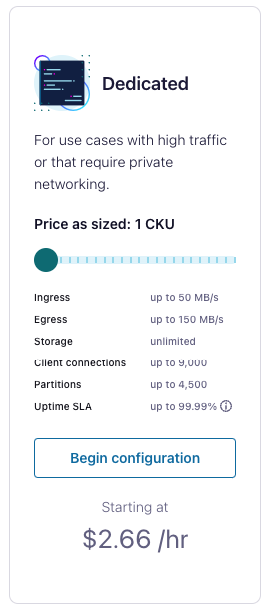 Dedicated
For use cases with high traffic
or that require private
networking.
Price as sized: 1 CKU
Ingress up to 50 MB/s
Egress up to 150 MB/s
Storage unlimited
Client connections up to 9,000
Partitions up to 4,500
Uptime SLA up to 99.99%
Begin configuration
Starting at
$2.66 /hr